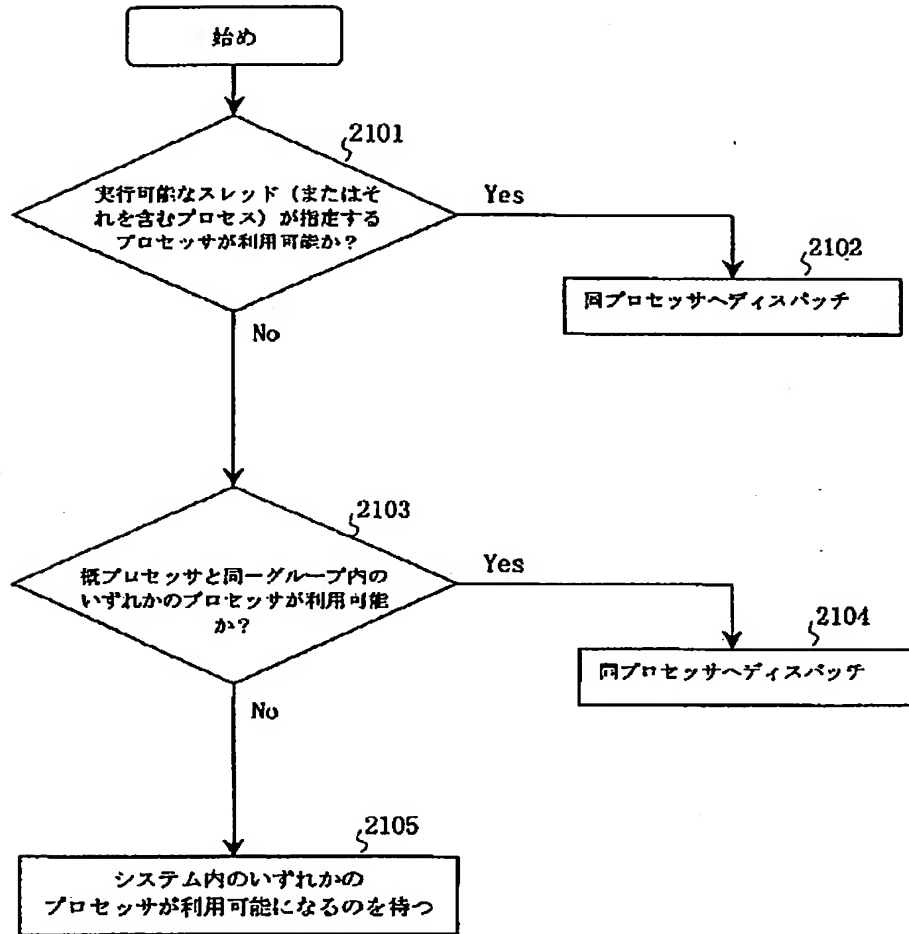 始め
2101
実行可能なスレッド（またはそ
れを含むプロセス）が指定する
プロセッサが利用可能か？
Yes
2102
同プロセッサへディスパッチ
No
2103
概プロセッサと同一グループ内の
いずれかのプロセッサが利用可能
か？
Yes
2104
同プロセッサへディスパッチ
No
2105
システム内のいずれかの
プロセッサが利用可能になるのを待つ